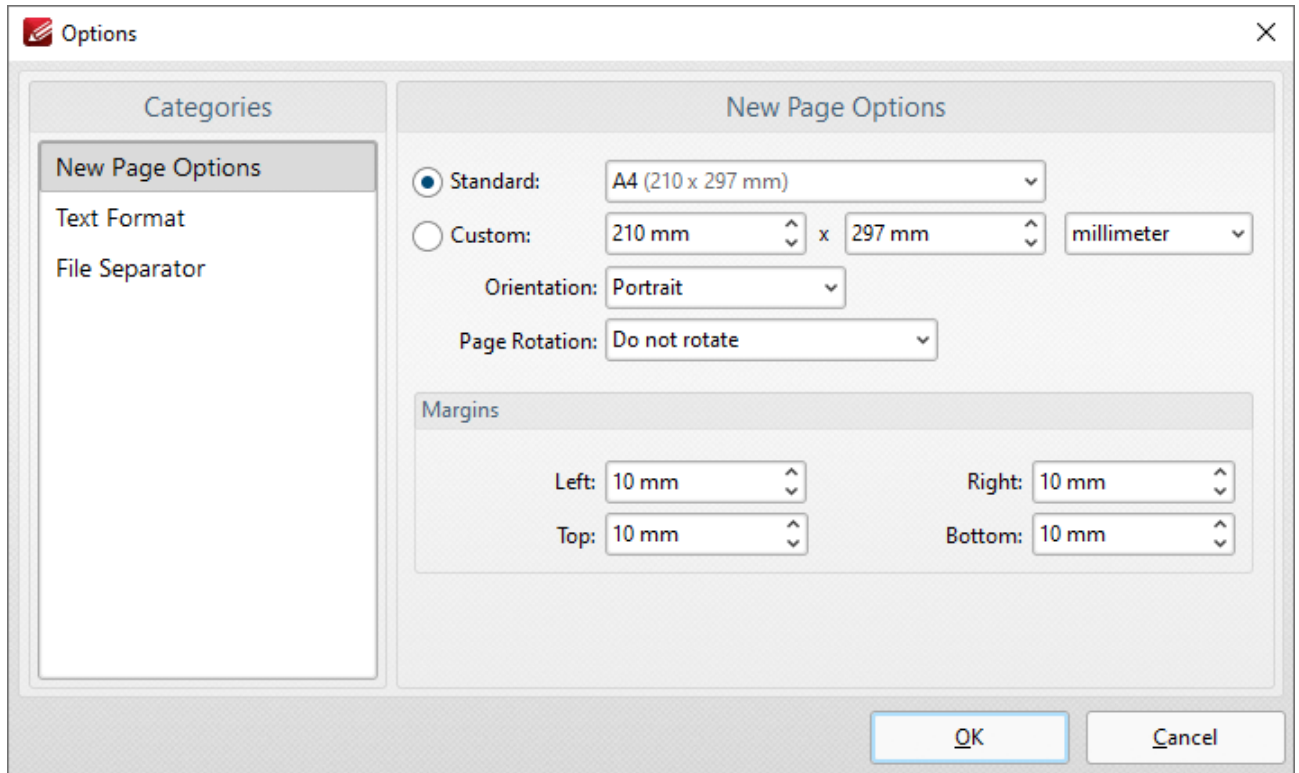 Options
Categories
New Page Options
Text Format
File Separator
New Page Options
Standard: A4 (210 x 297 mm)
Custom: 210 mm x 297 mm millimeter
Orientation: Portrait
Page Rotation: Do not rotate
Margins
Left: 10 mm Right: 10 mm
Top: 10 mm Bottom: 10 mm
OK Cancel